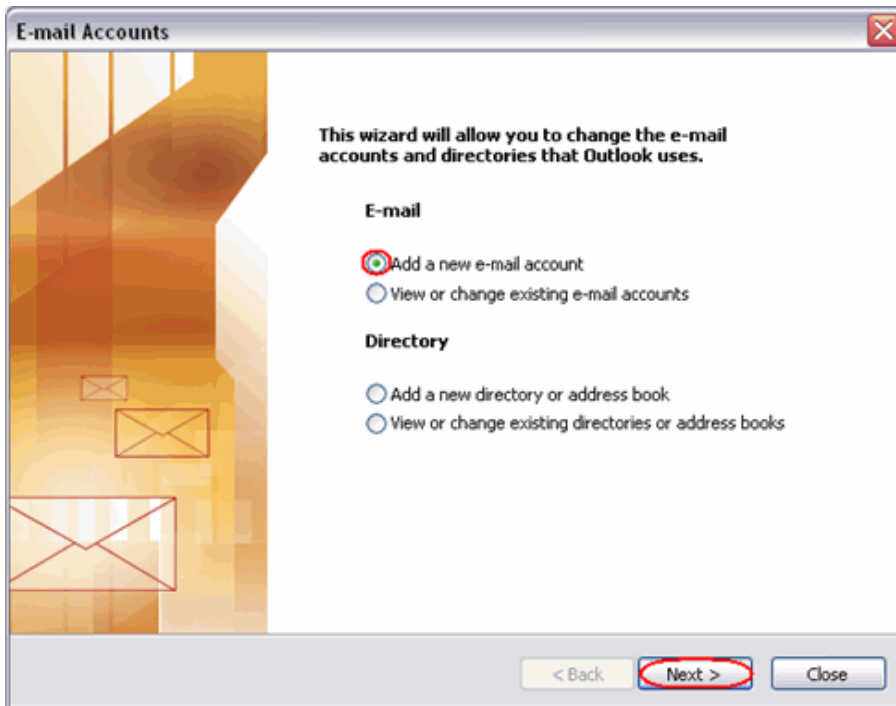 E-mail Accounts
This wizard will allow you to change the e-mail
accounts and directories that Outlook uses.
E-mail
Add a new e-mail account
View or change existing e-mail accounts
Directory
Add a new directory or address book
View or change existing directories or address books
< Back Next > Close